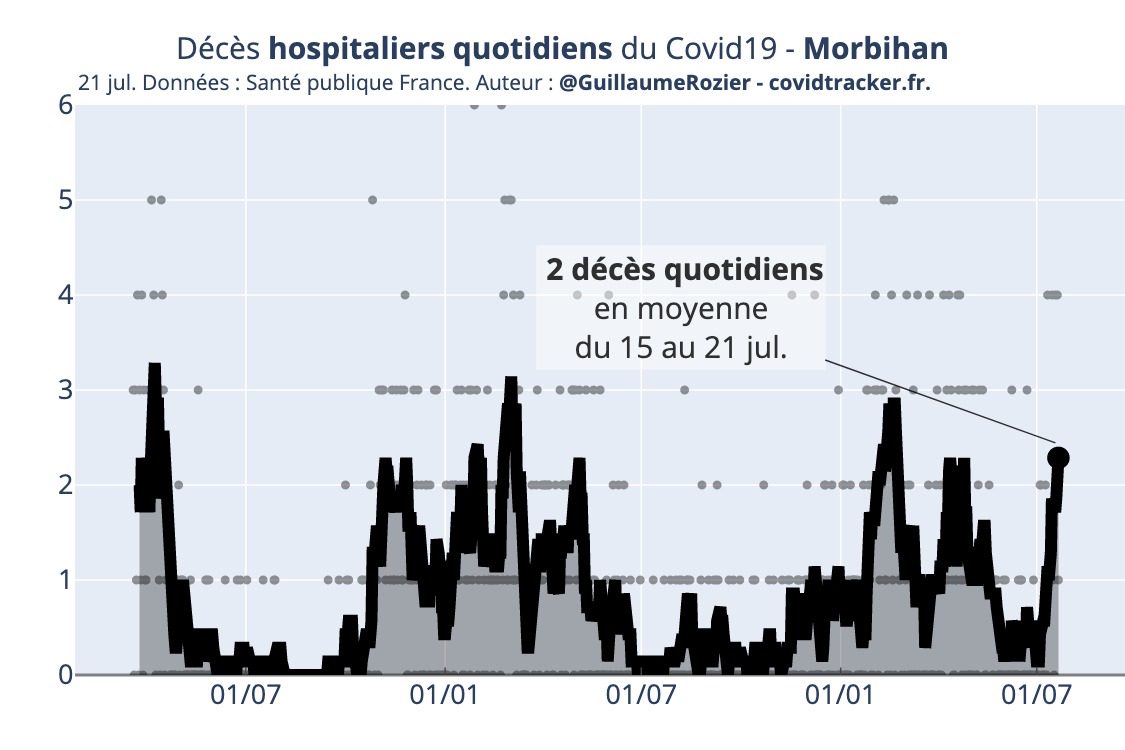 Décès hospitaliers quotidiens du Covid19 - Morbihan
21 jul. Données : Santé publique France. Auteur : @GuillaumeRozier - covidtracker.fr.
6
5
2 décès quotidiens
4
en moyenne
du 15 au 21 jul.
3
2
1
0
01/07 01/01 01/07 01/01 01/07